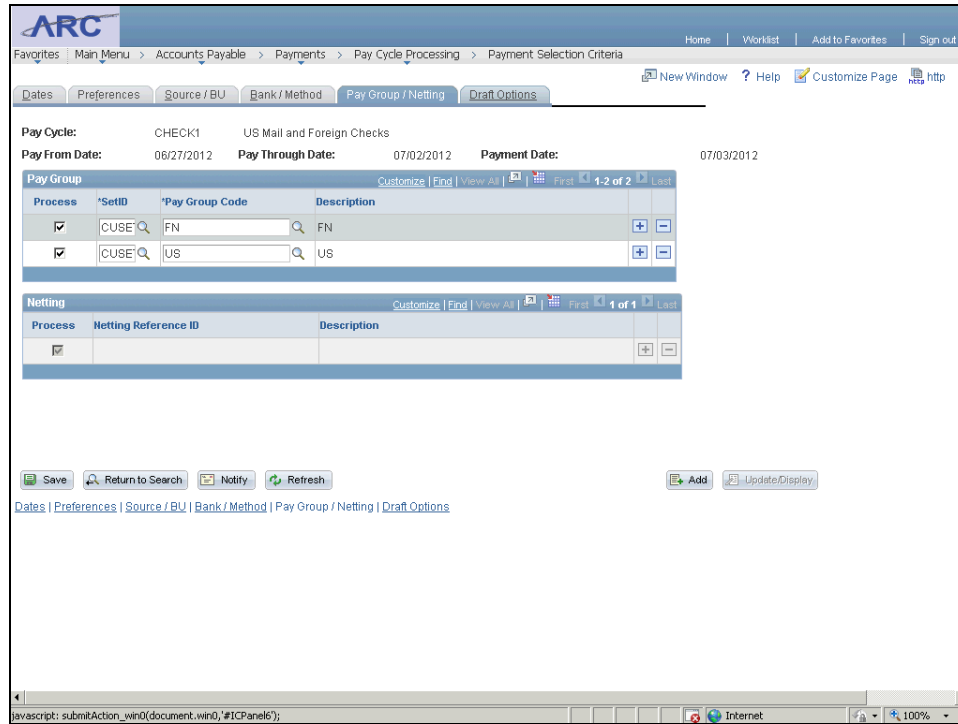 ARC
Home | Worklist | Add to Favorites | Sign out
Favorites Main Menu > Accounts Payable > Payments > Pay Cycle Processing > Payment Selection Criteria
New Window ? Help Customize Page http
Dates Preferences Source / BU Bank / Method Pay Group / Netting Draft Options
Pay Cycle: CHECK1 US Mail and Foreign Checks
Pay From Date: 06/27/2012 Pay Through Date: 07/02/2012 Payment Date: 07/03/2012
Pay Group Customize | Find | View All | | First 1-2 of 2 Last
Process *SetID *Pay Group Code Description
CUSET FN FN
CUSET US US
Netting Customize | Find | View All | | First 1 of 1 Last
Process Netting Reference ID Description
Save Return to Search Notify Refresh Add Update/Display
Dates | Preferences | Source / BU | Bank / Method | Pay Group / Netting | Draft Options
javascript: submitAction_win0(document.win0,'#ICPanel6'); Internet 100%